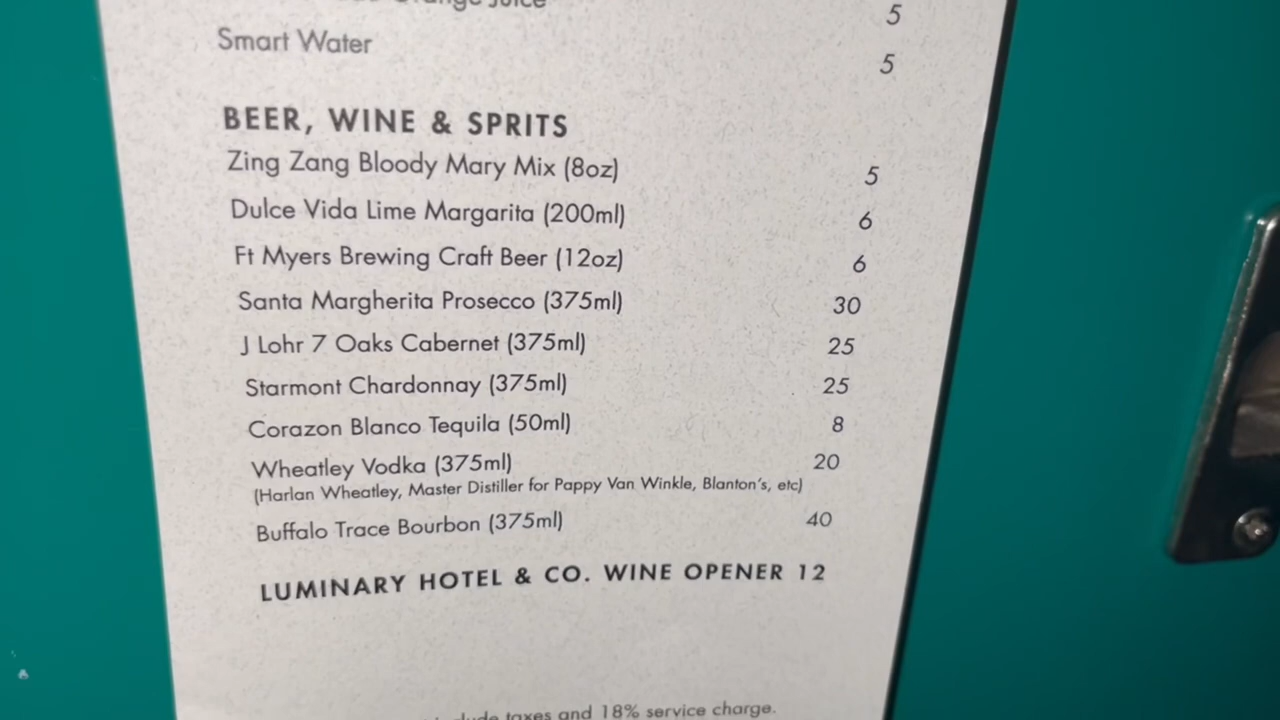 Orange Juice 5
Smart Water 5
BEER, WINE & SPRITS
Zing Zang Bloody Mary Mix (8oz) 5
Dulce Vida Lime Margarita (200ml) 6
Ft Myers Brewing Craft Beer (12oz) 6
Santa Margherita Prosecco (375ml) 30
J Lohr 7 Oaks Cabernet (375ml) 25
Starmont Chardonnay (375ml) 25
Corazon Blanco Tequila (50ml) 8
Wheatley Vodka (375ml) 20
(Harlan Wheatley, Master Distiller for Pappy Van Winkle, Blanton's, etc)
Buffalo Trace Bourbon (375ml) 40
LUMINARY HOTEL & CO. WINE OPENER 12
taxes and 18% service charge.